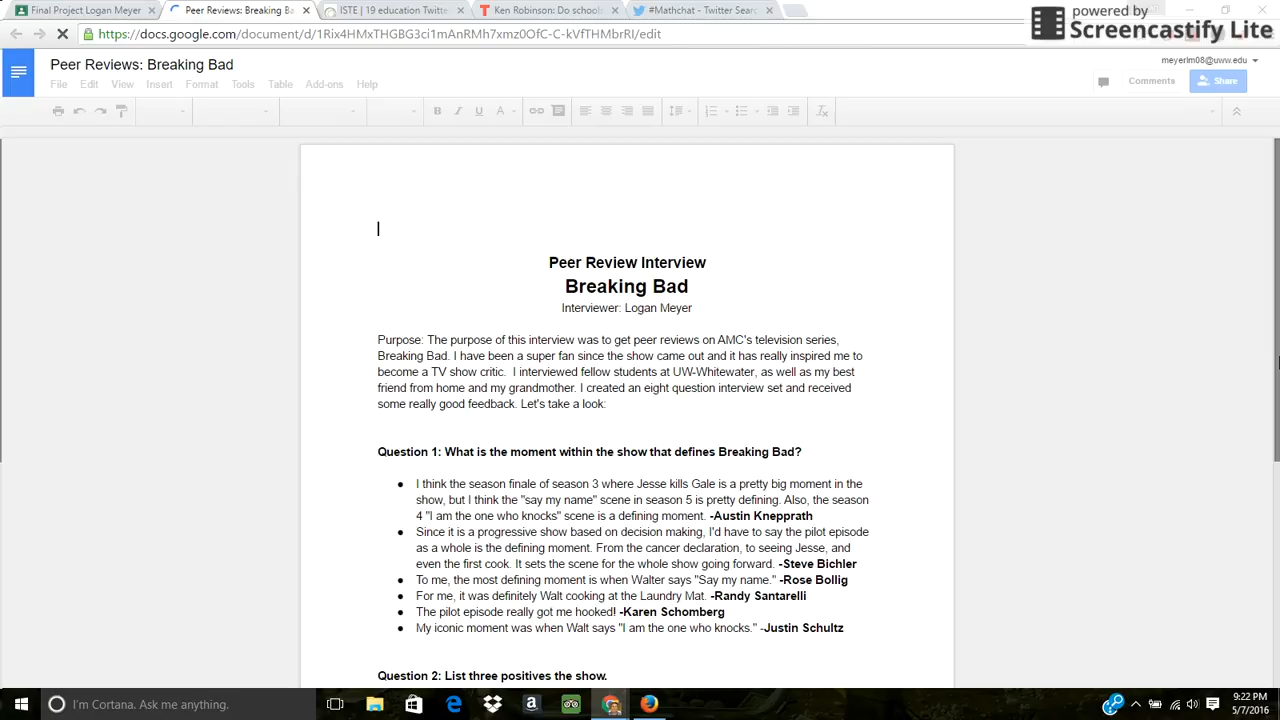 Final Project Logan Meyer
Peer Reviews: Breaking Ba
ISTE | 19 education Twitte
Ken Robinson: Do schools
#Mathchat - Twitter Searc
powered by
Screencastify Lite
Peer Reviews: Breaking Bad
meyerlm08@uww.edu
File Edit View Insert Format Tools Table Add-ons Help
Comments
Share
B I U A
Peer Review Interview
Breaking Bad
Interviewer: Logan Meyer
Purpose: The purpose of this interview was to get peer reviews on AMC's television series,
Breaking Bad. I have been a super fan since the show came out and it has really inspired me to
become a TV show critic. I interviewed fellow students at UW-Whitewater, as well as my best
friend from home and my grandmother. I created an eight question interview set and received
some really good feedback. Let's take a look:
Question 1: What is the moment within the show that defines Breaking Bad?
● I think the season finale of season 3 where Jesse kills Gale is a pretty big moment in the
show, but I think the "say my name" scene in season 5 is pretty defining. Also, the season
4 "I am the one who knocks" scene is a defining moment. -Austin Knepprath
● Since it is a progressive show based on decision making, I'd have to say the pilot episode
as a whole is the defining moment. From the cancer declaration, to seeing Jesse, and
even the first cook. It sets the scene for the whole show going forward. -Steve Bichler
● To me, the most defining moment is when Walter says "Say my name." -Rose Bollig
● For me, it was definitely Walt cooking at the Laundry Mat. -Randy Santarelli
● The pilot episode really got me hooked! -Karen Schomberg
● My iconic moment was when Walt says "I am the one who knocks." -Justin Schultz
Question 2: List three positives the show.
I'm Cortana. Ask me anything.
9:22 PM
5/7/2016